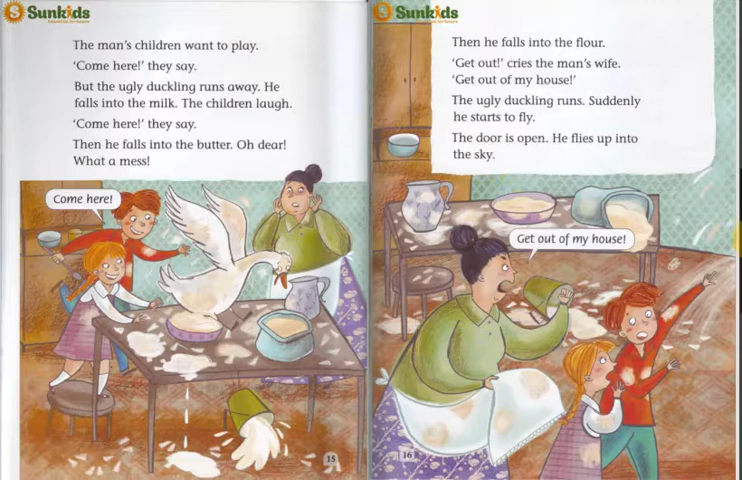 Sunkids
The man's children want to play.
'Come here!' they say.
But the ugly duckling runs away. He
falls into the milk. The children laugh.
'Come here!' they say.
Then he falls into the butter. Oh dear!
What a mess!
Come here!
15
Sunkids
Then he falls into the flour.
'Get out!' cries the man's wife.
'Get out of my house!'
The ugly duckling runs. Suddenly
he starts to fly.
The door is open. He flies up into
the sky.
Get out of my house!
16